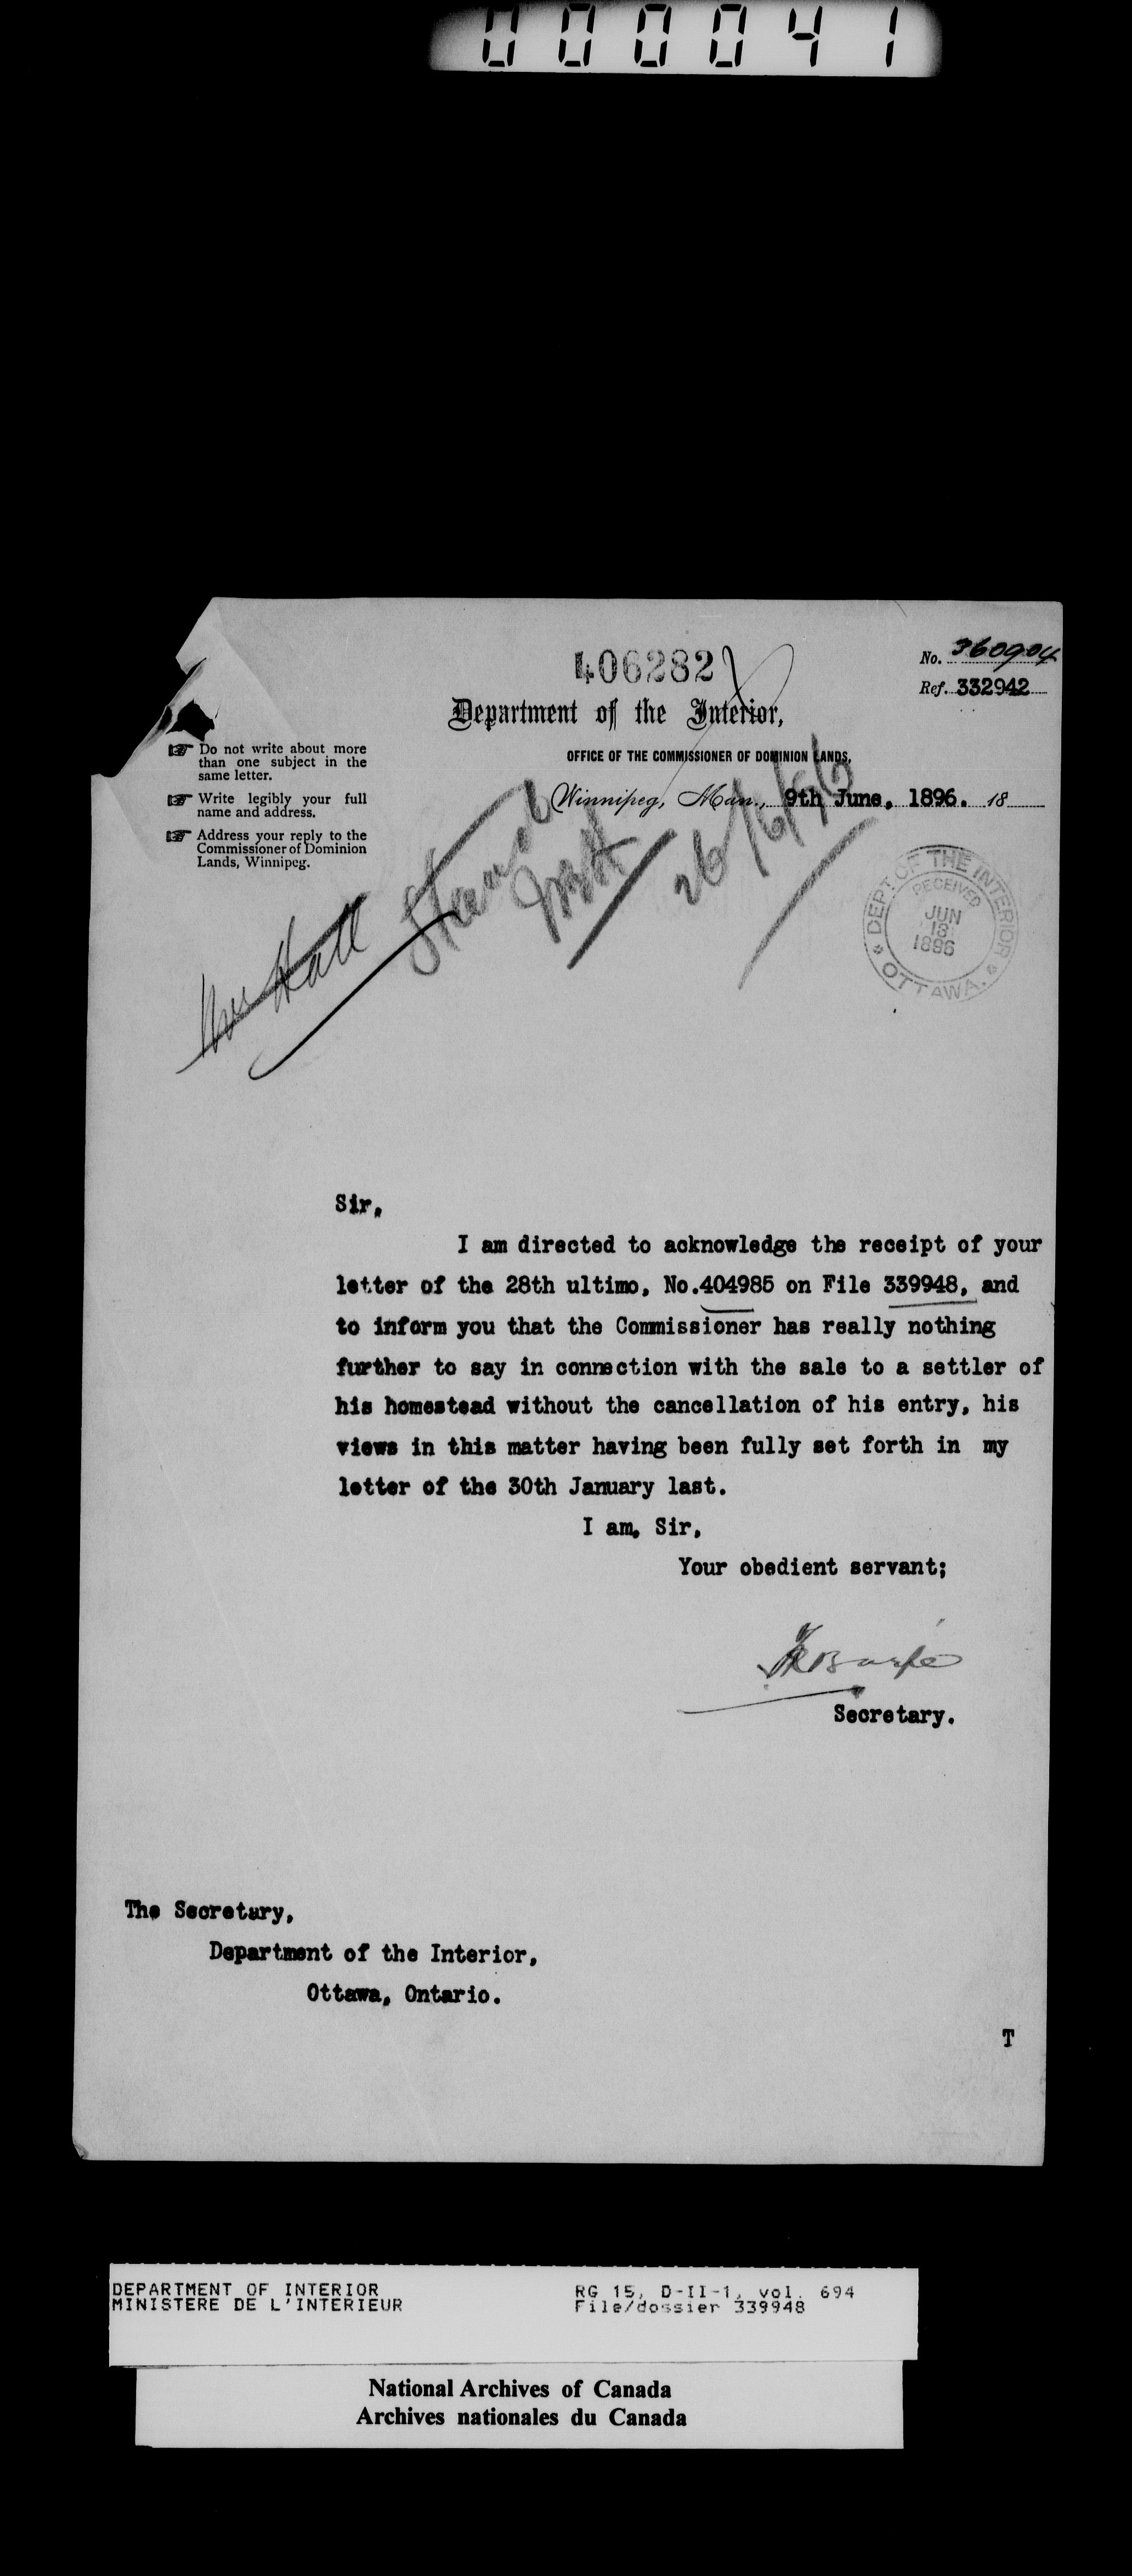 000041
406282
No. 360904
Ref. 332942
Department of the Interior,
OFFICE OF THE COMMISSIONER OF DOMINION LANDS,
Winnipeg, Man., 9th June, 1896. 18
Do not write about more
than one subject in the
same letter.
Write legibly your full
name and address.
Address your reply to the
Commissioner of Dominion
Lands, Winnipeg.
26/6/96
Hall
DEPT. OF THE INTERIOR
RECEIVED
JUN
18
1896
OTTAWA.
Sir,
I am directed to acknowledge the receipt of your
letter of the 28th ultimo, No.404985 on File 339948, and
to inform you that the Commissioner has really nothing
further to say in connection with the sale to a settler of
his homestead without the cancellation of his entry, his
views in this matter having been fully set forth in my
letter of the 30th January last.
I am, Sir,
Your obedient servant;
Secretary.
The Secretary,
Department of the Interior,
Ottawa, Ontario.
T
DEPARTMENT OF INTERIOR
MINISTERE DE L'INTERIEUR
RG 15, D-II-1, vol. 694
File/dossier 339948
National Archives of Canada
Archives nationales du Canada